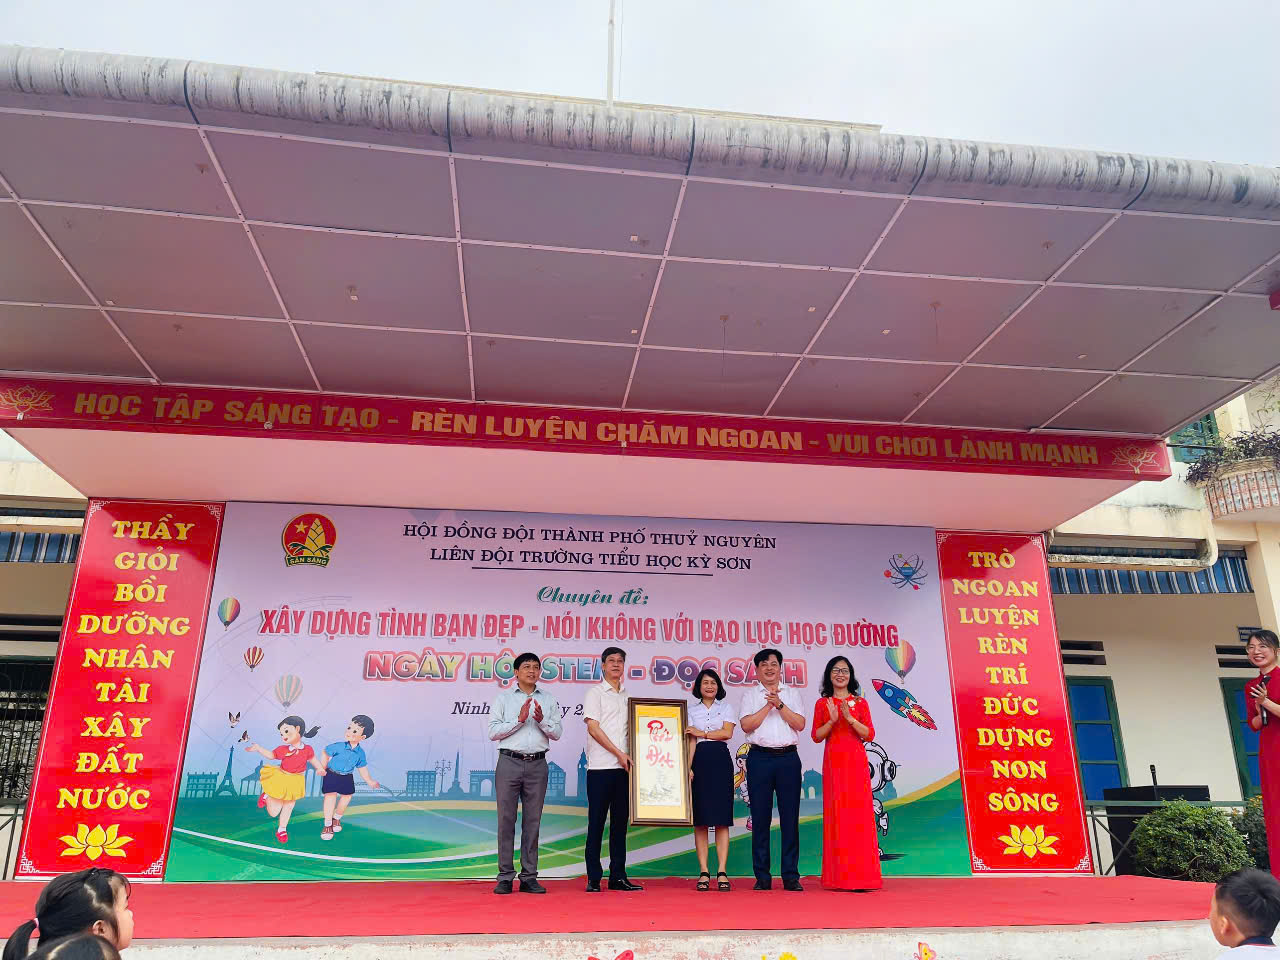 HỌC TẬP SÁNG TẠO - RÈN LUYỆN CHĂM NGOAN - VUI CHƠI LÀNH MẠNH
THẦY
GIỎI
BỒI
DƯỠNG
NHÂN
TÀI
XÂY
ĐẤT
NƯỚC
SẴN SÀNG
HỘI ĐỒNG ĐỘI THÀNH PHỐ THUỶ NGUYÊN
LIÊN ĐỘI TRƯỜNG TIỂU HỌC KỲ SƠN
Chuyên đề:
XÂY DỰNG TÌNH BẠN ĐẸP - NÓI KHÔNG VỚI BẠO LỰC HỌC ĐƯỜNG
NGÀY HỘI STEM - ĐỌC SÁCH
Ninh
TRÒ
NGOAN
LUYỆN
RÈN
TRÍ
ĐỨC
DỰNG
NON
SÔNG